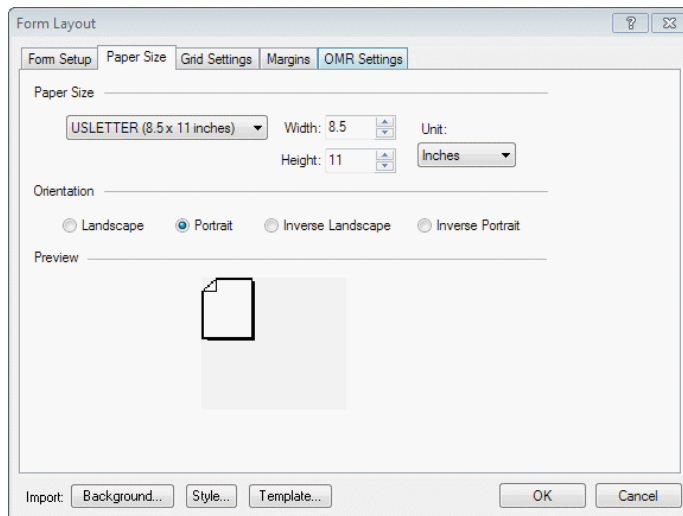 Form Layout
Form Setup Paper Size Grid Settings Margins OMR Settings
Paper Size
USLETTER (8.5 x 11 inches) Width: 8.5 Unit:
Height: 11 Inches
Orientation
Landscape Portrait Inverse Landscape Inverse Portrait
Preview
Import: Background... Style... Template... OK Cancel